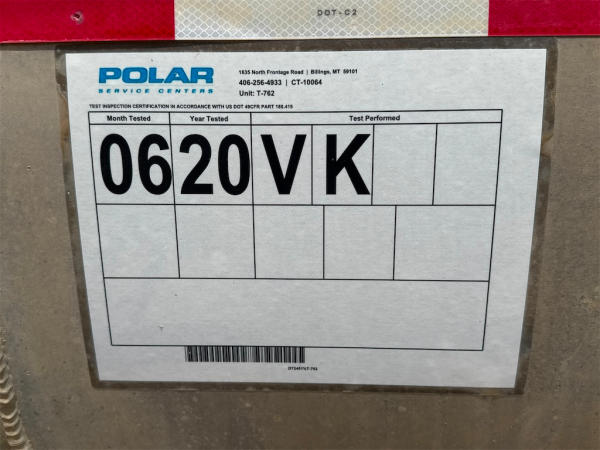 DOT-C2
POLAR
SERVICE CENTERS
1835 North Frontage Road | Billings, MT 59101
406-256-4933 | CT-10064
Unit: T-762
TEST INSPECTION CERTIFICATION IN ACCORDANCE WITH US DOT 49CFR PART 180.415
Month Tested Year Tested Test Performed
06 20 V K